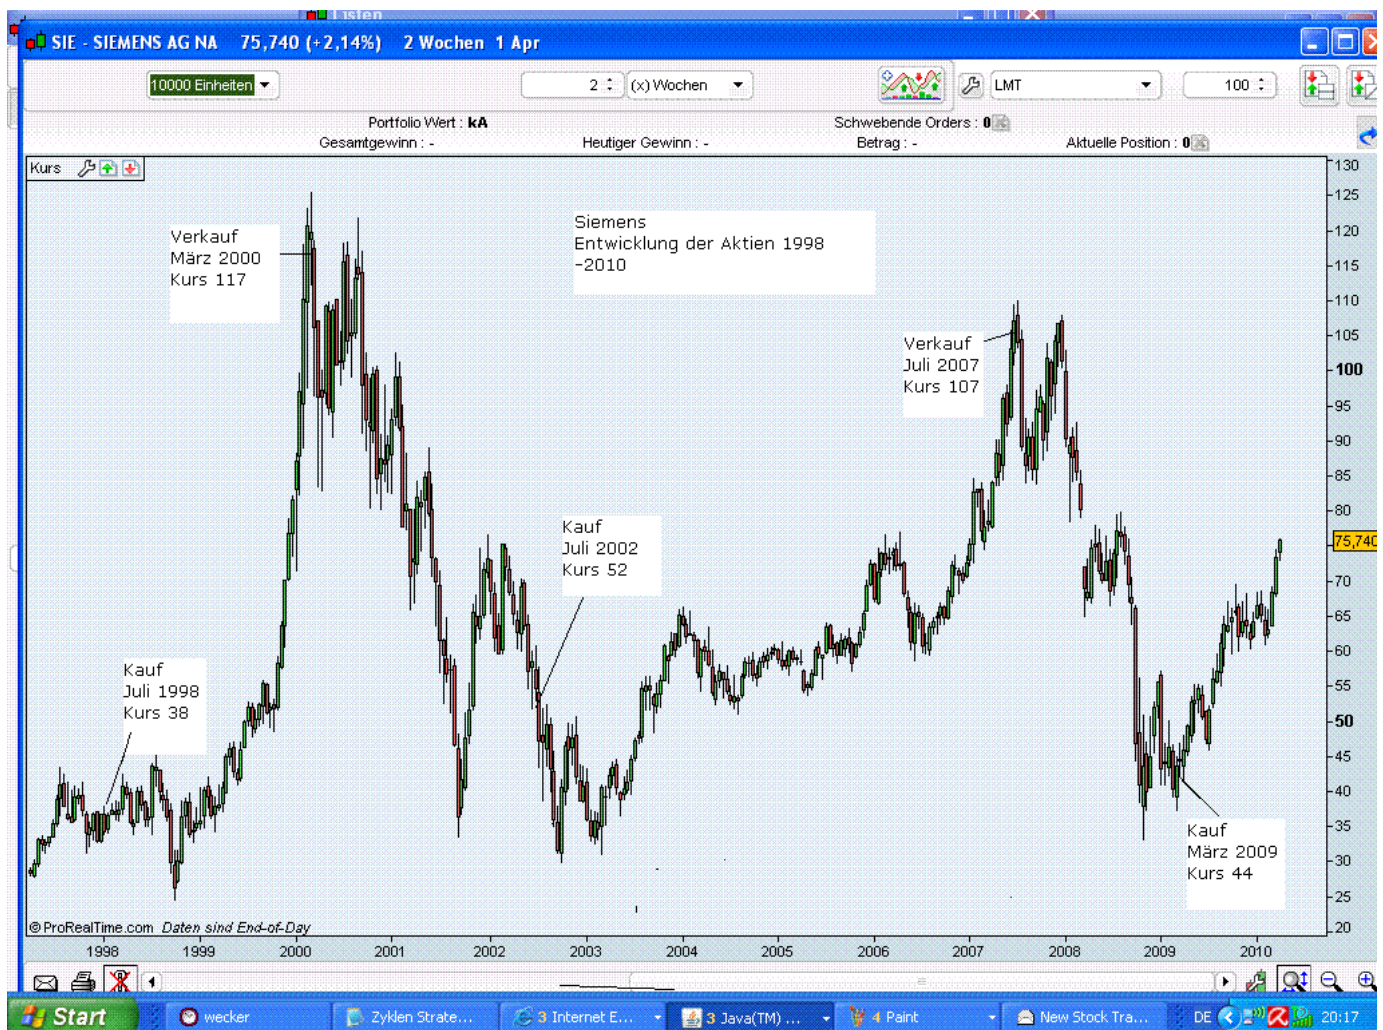 Listen
SIE - SIEMENS AG NA 75,740 (+2,14%) 2 Wochen 1 Apr
10000 Einheiten 2 (x) Wochen LMT 100
Portfolio Wert : kA Schwebende Orders : 0
Gesamtgewinn : - Heutiger Gewinn : - Betrag : - Aktuelle Position : 0
Kurs
Verkauf
März 2000
Kurs 117
Siemens
Entwicklung der Aktien 1998
-2010
Verkauf
Juli 2007
Kurs 107
Kauf
Juli 2002
Kurs 52
Kauf
Juli 1998
Kurs 38
Kauf
März 2009
Kurs 44
130
125
120
115
110
105
100
95
90
85
80
75,740
70
65
60
55
50
45
40
35
30
25
20
© ProRealTime.com Daten sind End-of-Day
1998 1999 2000 2001 2002 2003 2004 2005 2006 2007 2008 2009 2010
Start wecker Zyklen Strate... 3 Internet E... 3 Java(TM) ... 4 Paint New Stock Tra... DE 20:17